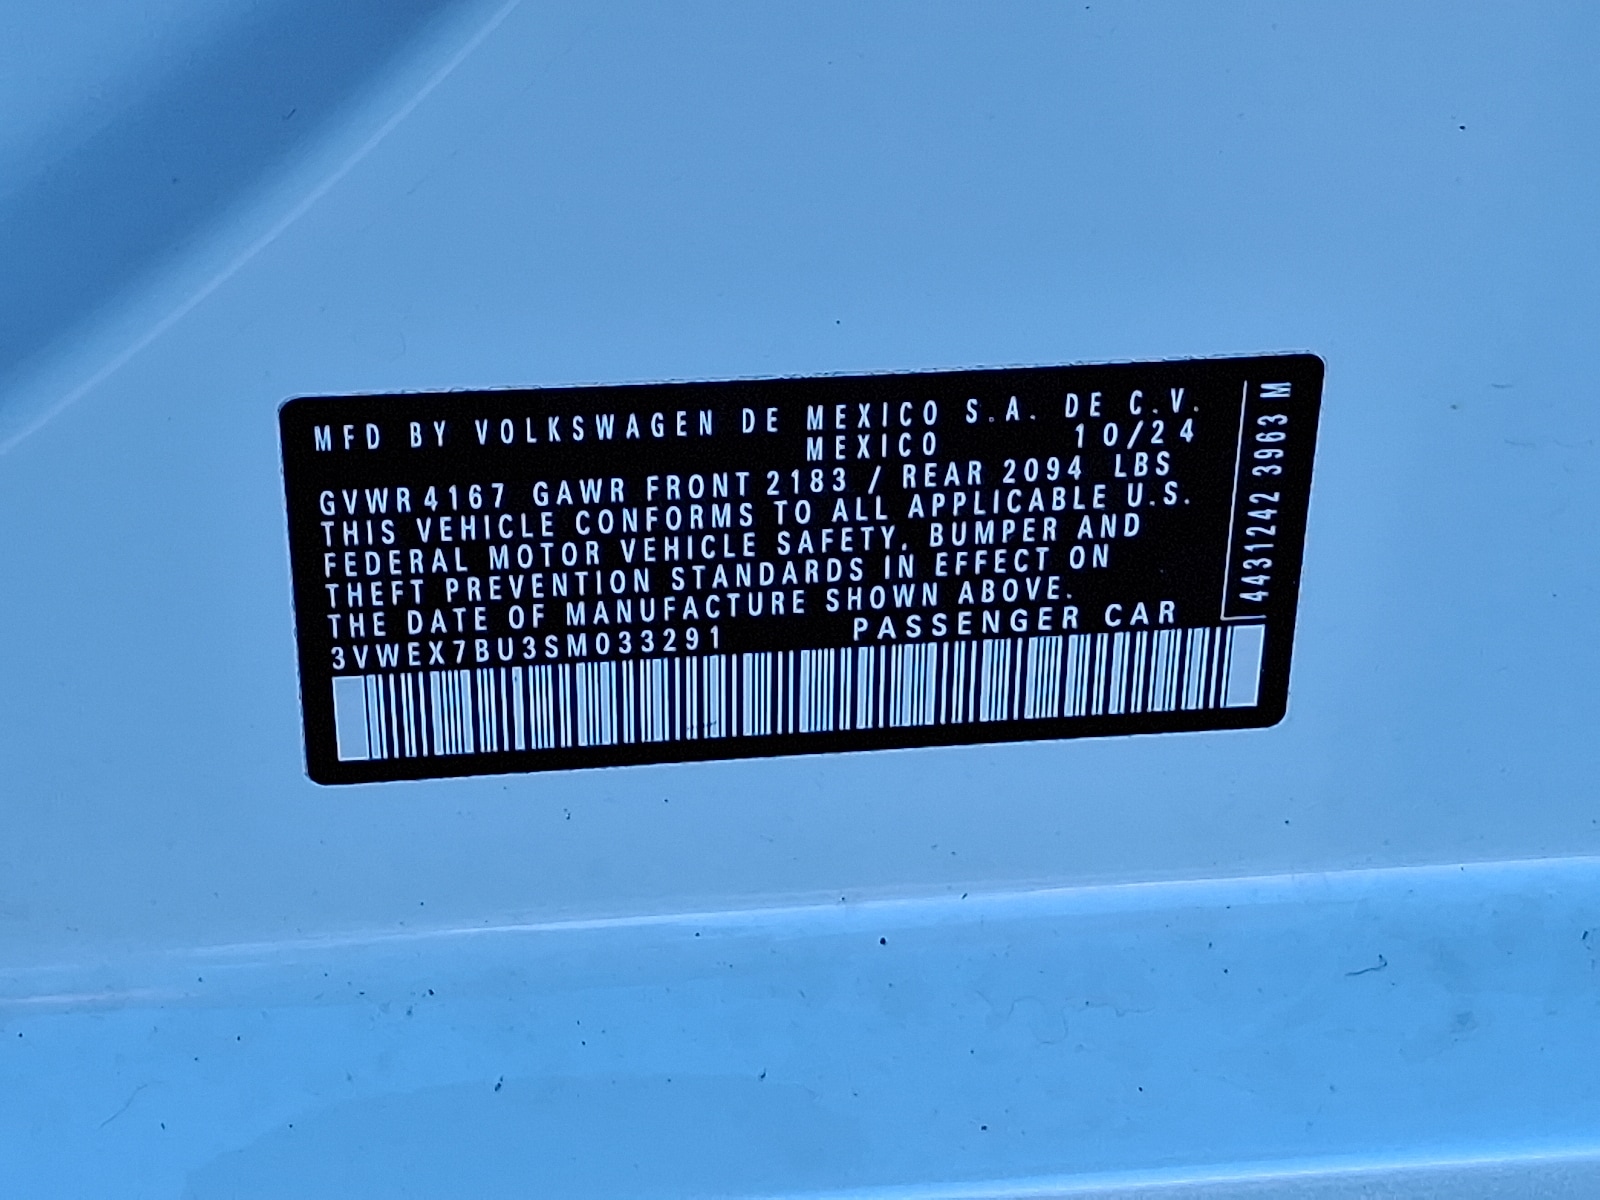 MFD BY VOLKSWAGEN DE MEXICO S.A. DE C.V.
MEXICO 10/24
GVWR 4167 GAWR FRONT 2183 / REAR 2094 LBS
THIS VEHICLE CONFORMS TO ALL APPLICABLE U.S.
FEDERAL MOTOR VEHICLE SAFETY, BUMPER AND
THEFT PREVENTION STANDARDS IN EFFECT ON
THE DATE OF MANUFACTURE SHOWN ABOVE.
3VWEX7BU3SM033291 PASSENGER CAR
4431242 3963 M